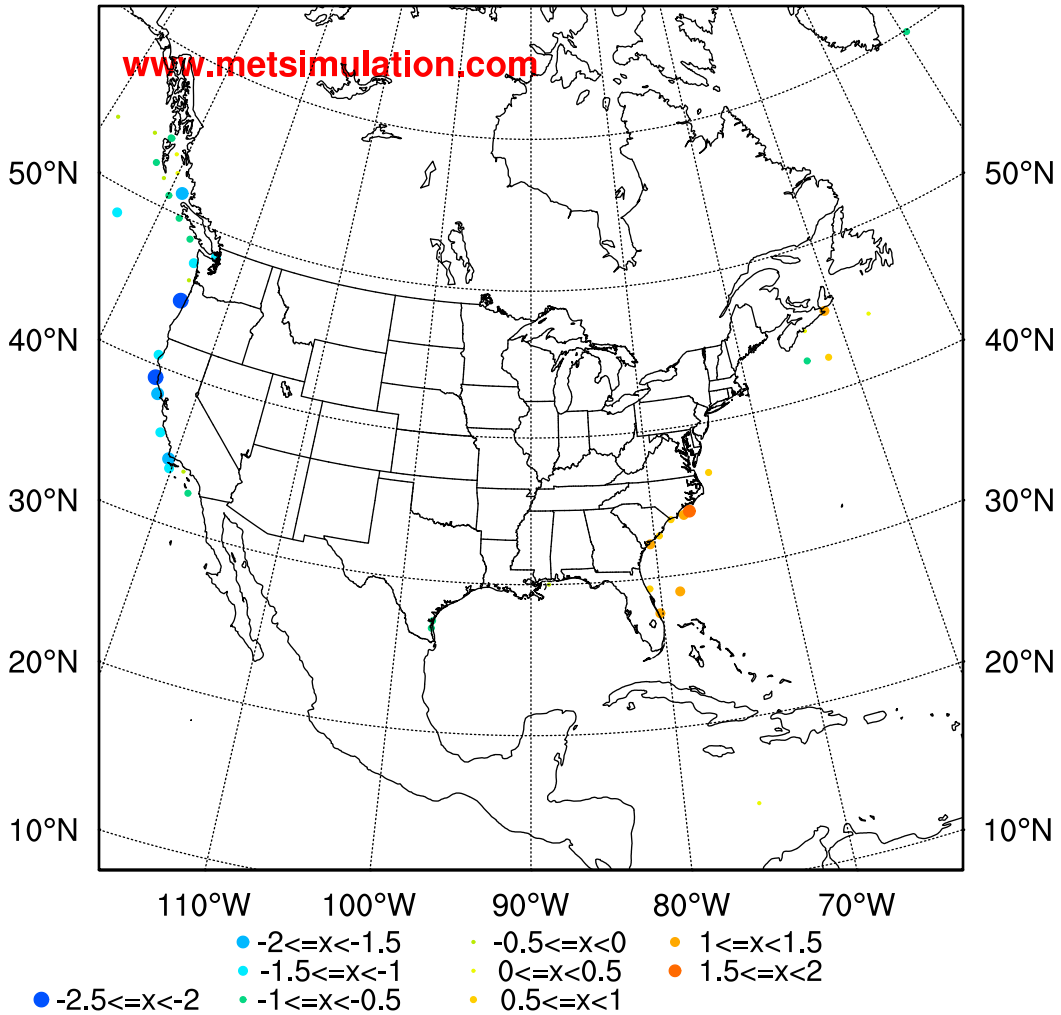 www.metsimulation.com
50°N 50°N
40°N 40°N
30°N 30°N
20°N 20°N
10°N 10°N
110°W 100°W 90°W 80°W 70°W
-2<=x<-1.5 -0.5<=x<0 1<=x<1.5
-1.5<=x<-1 0<=x<0.5 1.5<=x<2
-2.5<=x<-2 -1<=x<-0.5 0.5<=x<1